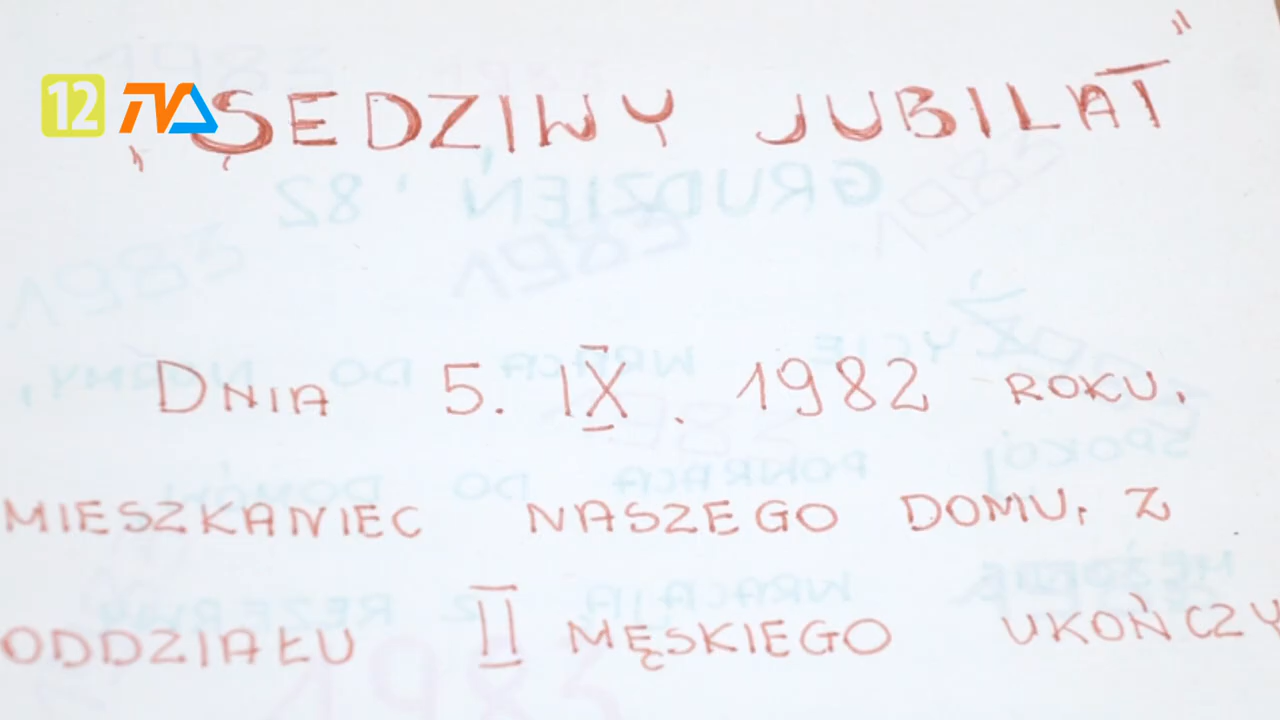 12 TVA
„SĘDZIWY JUBILAT"
DNIA 5. IX. 1982 ROKU,
MIESZKANIEC NASZEGO DOMU, Z
ODDZIAŁU II MĘSKIEGO UKOŃCZY